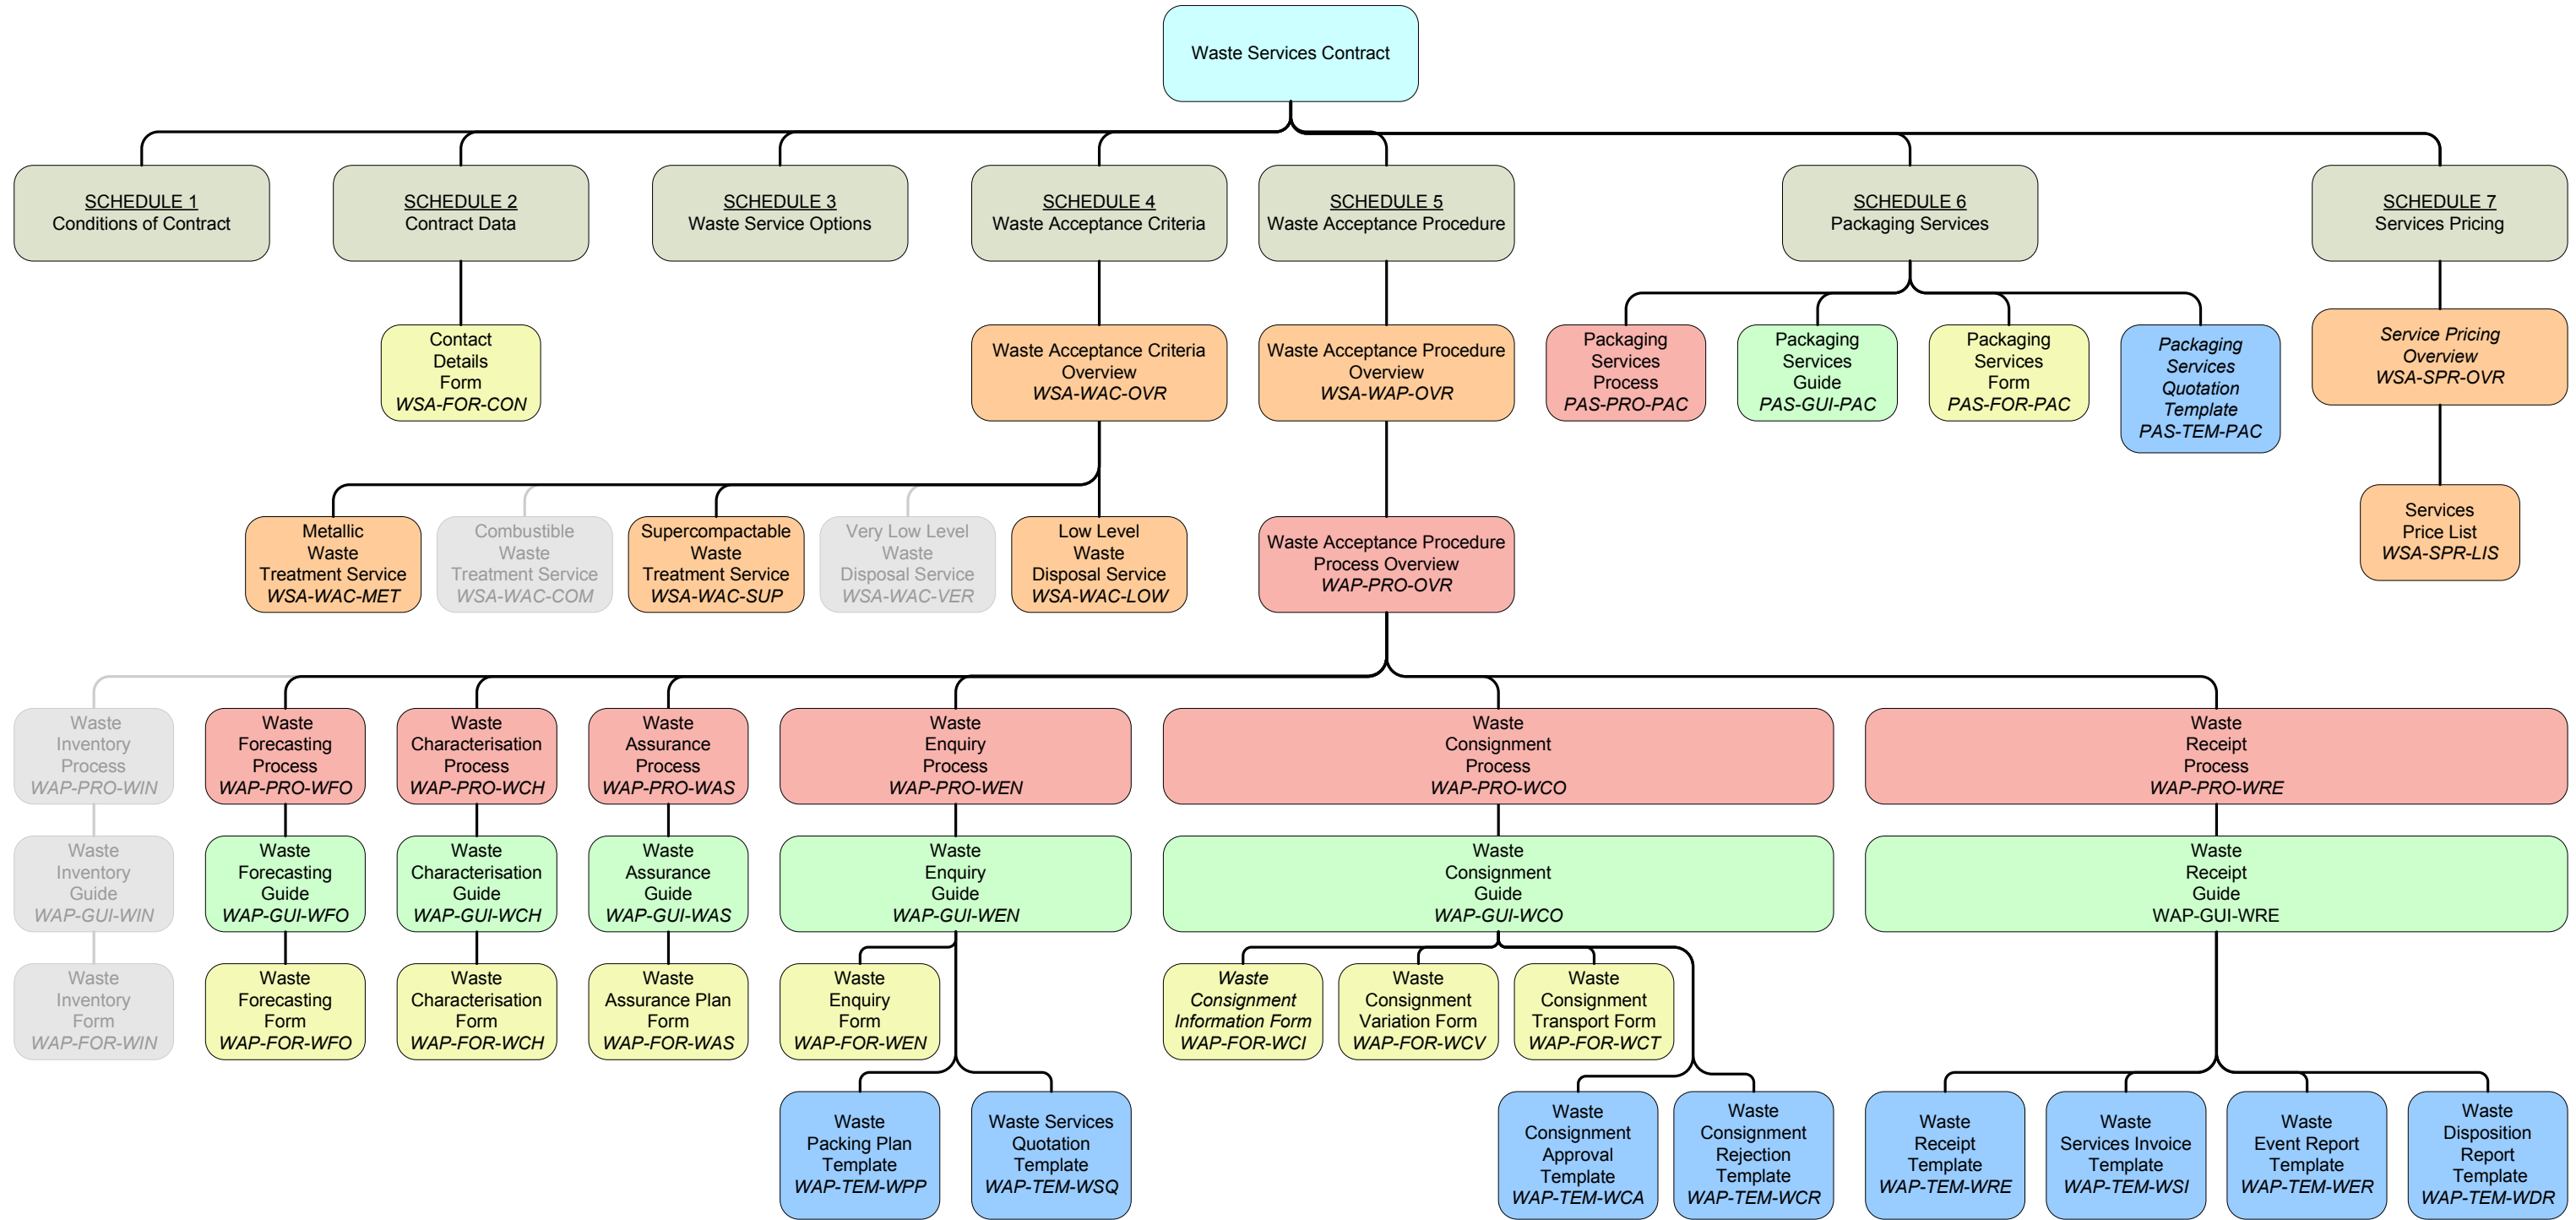 Waste Services Contract
SCHEDULE 1
Conditions of Contract
SCHEDULE 2
Contract Data
SCHEDULE 3
Waste Service Options
SCHEDULE 4
Waste Acceptance Criteria
SCHEDULE 5
Waste Acceptance Procedure
SCHEDULE 6
Packaging Services
SCHEDULE 7
Services Pricing
Contact
Details
Form
WSA-FOR-CON
Waste Acceptance Criteria
Overview
WSA-WAC-OVR
Waste Acceptance Procedure
Overview
WSA-WAP-OVR
Packaging
Services
Process
PAS-PRO-PAC
Packaging
Services
Guide
PAS-GUI-PAC
Packaging
Services
Form
PAS-FOR-PAC
Packaging
Services
Quotation
Template
PAS-TEM-PAC
Service Pricing
Overview
WSA-SPR-OVR
Metallic
Waste
Treatment Service
WSA-WAC-MET
Combustible
Waste
Treatment Service
WSA-WAC-COM
Supercompactable
Waste
Treatment Service
WSA-WAC-SUP
Very Low Level
Waste
Disposal Service
WSA-WAC-VER
Low Level
Waste
Disposal Service
WSA-WAC-LOW
Waste Acceptance Procedure
Process Overview
WAP-PRO-OVR
Services
Price List
WSA-SPR-LIS
Waste
Inventory
Process
WAP-PRO-WIN
Waste
Forecasting
Process
WAP-PRO-WFO
Waste
Characterisation
Process
WAP-PRO-WCH
Waste
Assurance
Process
WAP-PRO-WAS
Waste
Enquiry
Process
WAP-PRO-WEN
Waste
Consignment
Process
WAP-PRO-WCO
Waste
Receipt
Process
WAP-PRO-WRE
Waste
Inventory
Guide
WAP-GUI-WIN
Waste
Forecasting
Guide
WAP-GUI-WFO
Waste
Characterisation
Guide
WAP-GUI-WCH
Waste
Assurance
Guide
WAP-GUI-WAS
Waste
Enquiry
Guide
WAP-GUI-WEN
Waste
Consignment
Guide
WAP-GUI-WCO
Waste
Receipt
Guide
WAP-GUI-WRE
Waste
Inventory
Form
WAP-FOR-WIN
Waste
Forecasting
Form
WAP-FOR-WFO
Waste
Characterisation
Form
WAP-FOR-WCH
Waste
Assurance Plan
Form
WAP-FOR-WAS
Waste
Enquiry
Form
WAP-FOR-WEN
Waste
Consignment
Information Form
WAP-FOR-WCI
Waste
Consignment
Variation Form
WAP-FOR-WCV
Waste
Consignment
Transport Form
WAP-FOR-WCT
Waste
Packing Plan
Template
WAP-TEM-WPP
Waste Services
Quotation
Template
WAP-TEM-WSQ
Waste
Consignment
Approval
Template
WAP-TEM-WCA
Waste
Consignment
Rejection
Template
WAP-TEM-WCR
Waste
Receipt
Template
WAP-TEM-WRE
Waste
Services Invoice
Template
WAP-TEM-WSI
Waste
Event Report
Template
WAP-TEM-WER
Waste
Disposition
Report
Template
WAP-TEM-WDR